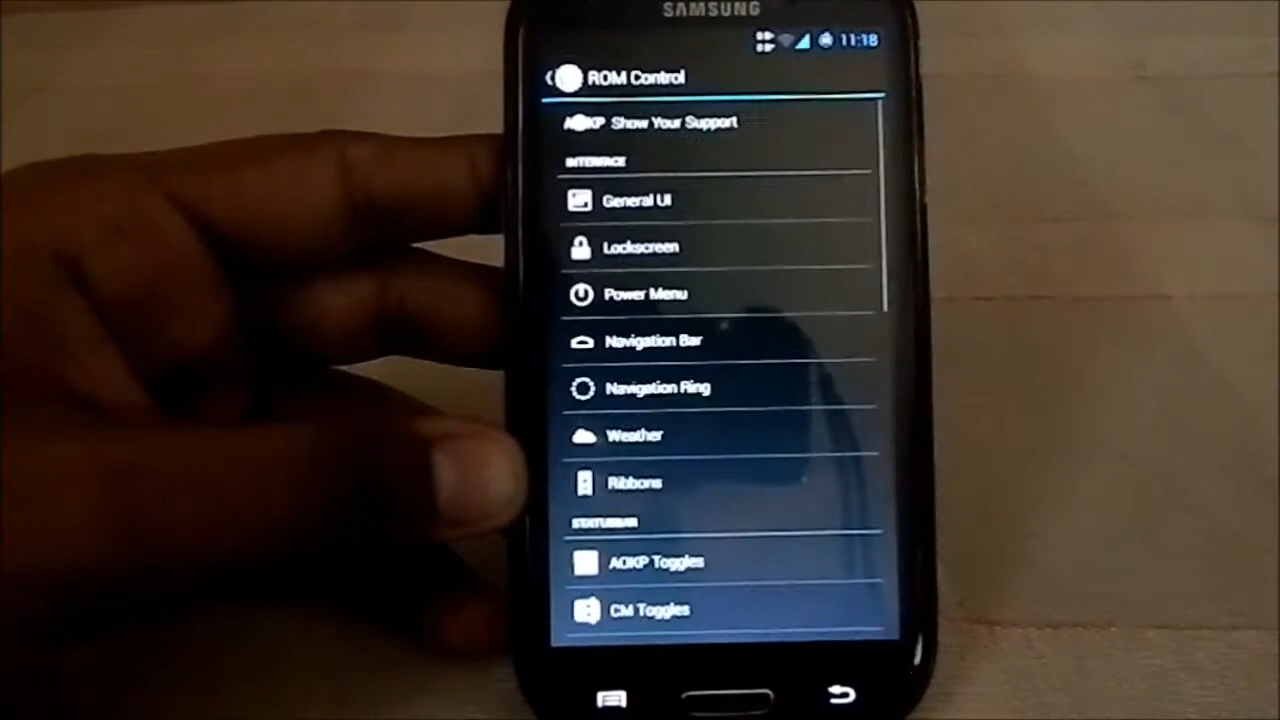 SAMSUNG
11:18
ROM Control
AOKP Show Your Support
INTERFACE
General UI
Lockscreen
Power Menu
Navigation Bar
Navigation Ring
Weather
Ribbons
STATUSBAR
AOKP Toggles
CM Toggles